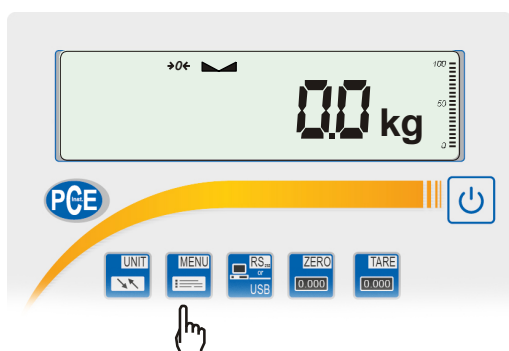 →0←
100
50
0
0.0 kg
PCE
Inst.
UNIT
MENU
RS232
or
USB
ZERO
0.000
TARE
0.000